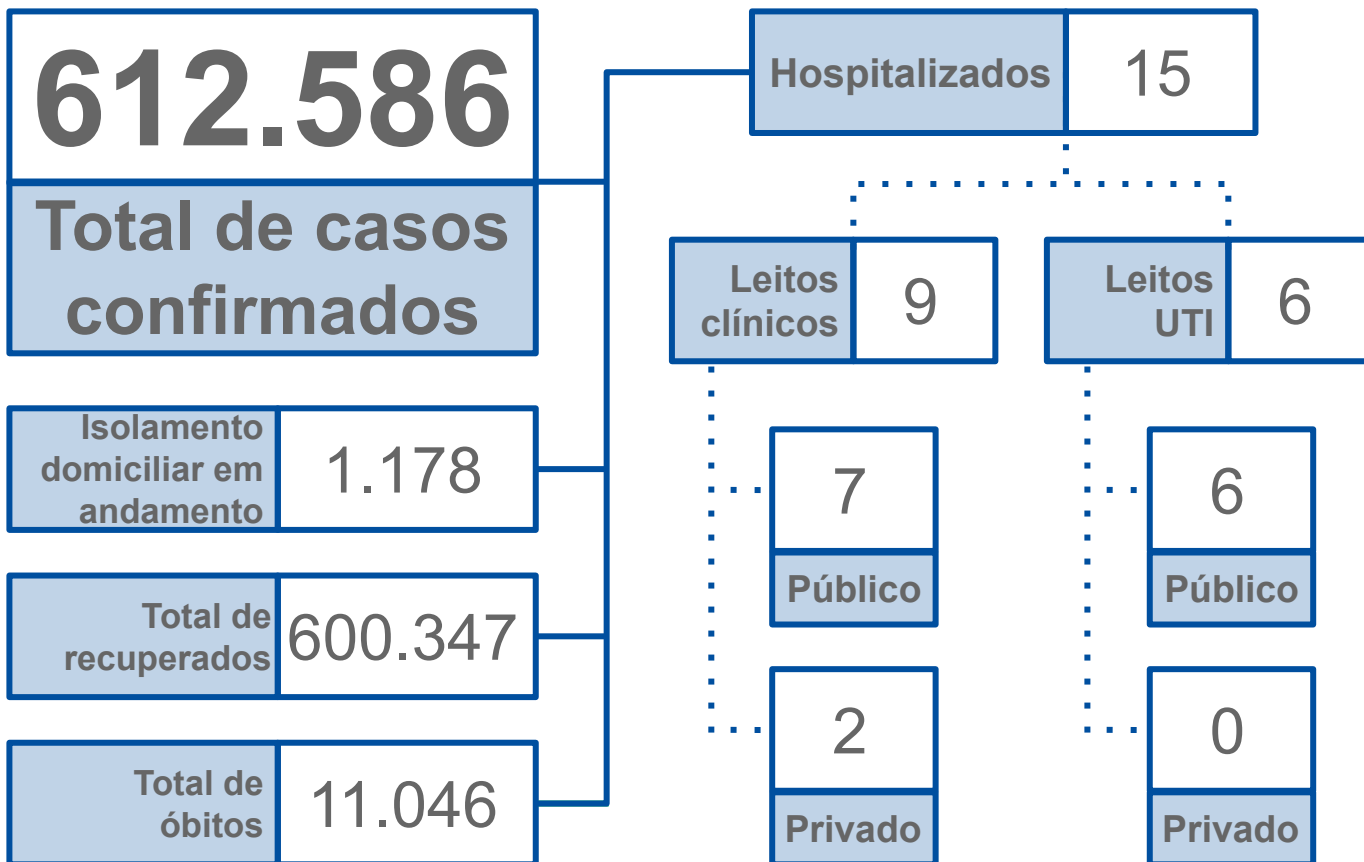 612.586
Total de casos
confirmados
Isolamento
domiciliar em
andamento
1.178
Total de
recuperados
600.347
Total de
óbitos
11.046
Hospitalizados
15
Leitos
clínicos
9
7
Público
2
Privado
Leitos
UTI
6
6
Público
0
Privado